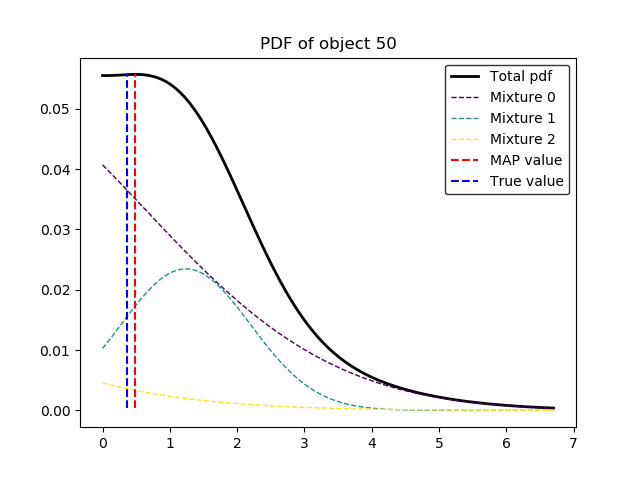 PDF of object 50
Total pdf
Mixture 0
Mixture 1
Mixture 2
MAP value
True value
0.05
0.04
0.03
0.02
0.01
0.00
0 1 2 3 4 5 6 7